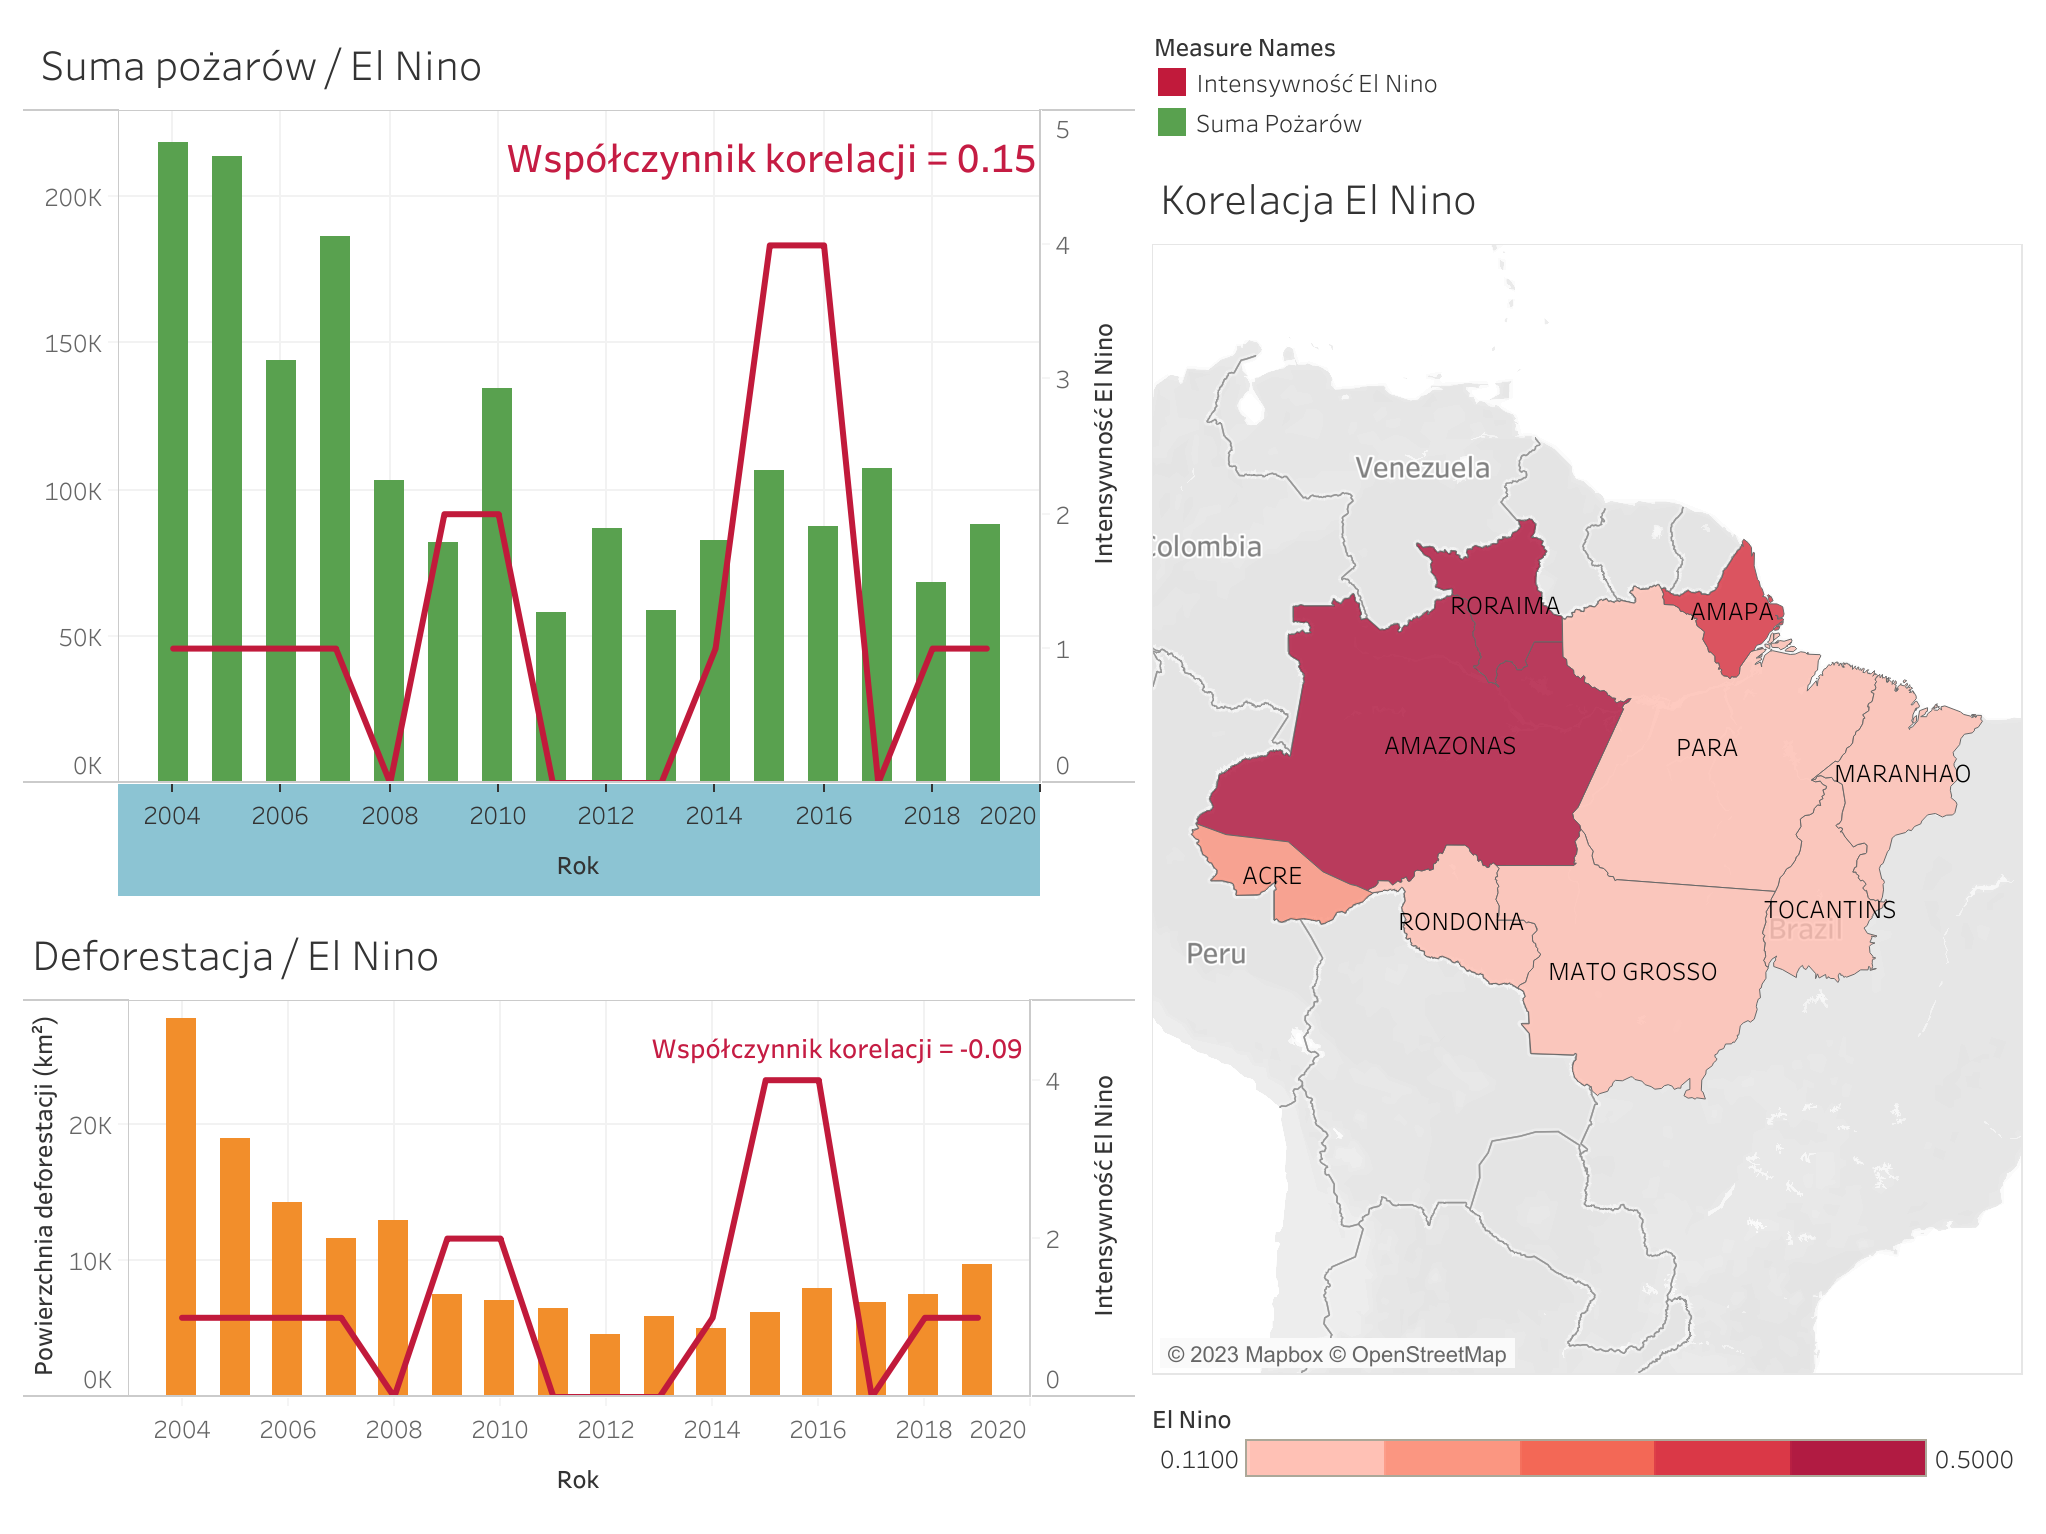 Suma pożarów / El Nino
Współczynnik korelacji = 0.15
200K
150K
100K
50K
0K
5
4
3
2
1
0
Intensywność El Nino
2004 2006 2008 2010 2012 2014 2016 2018 2020
Rok
Deforestacja / El Nino
Współczynnik korelacji = -0.09
Powierzchnia deforestacji (km²)
20K
10K
0K
4
2
0
Intensywność El Nino
2004 2006 2008 2010 2012 2014 2016 2018 2020
Rok
Measure Names
Intensywność El Nino
Suma Pożarów
Korelacja El Nino
Venezuela
olombia
RORAIMA
AMAPA
AMAZONAS
PARA
MARANHAO
ACRE
RONDONIA
TOCANTINS
Brazil
Peru
MATO GROSSO
© 2023 Mapbox © OpenStreetMap
El Nino
0.1100 0.5000